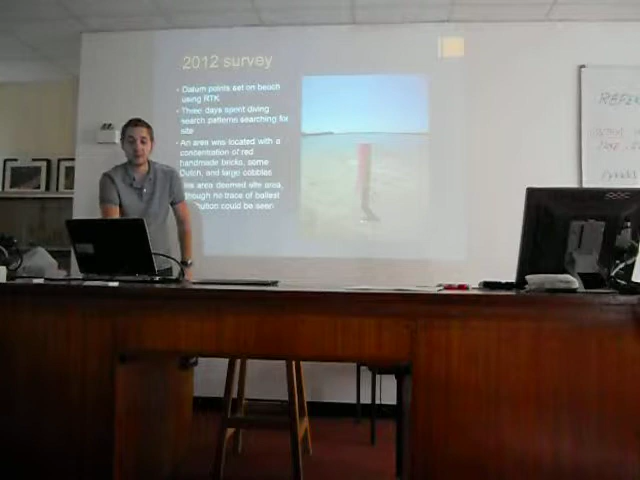 2012 survey
Datum points set on beach
using RTK
Three days spent diving
search patterns searching for
site
An area was located with a
concentration of red
handmade bricks, some
Dutch, and large cobbles
area deemed site area,
though no trace of ballast
could be seen